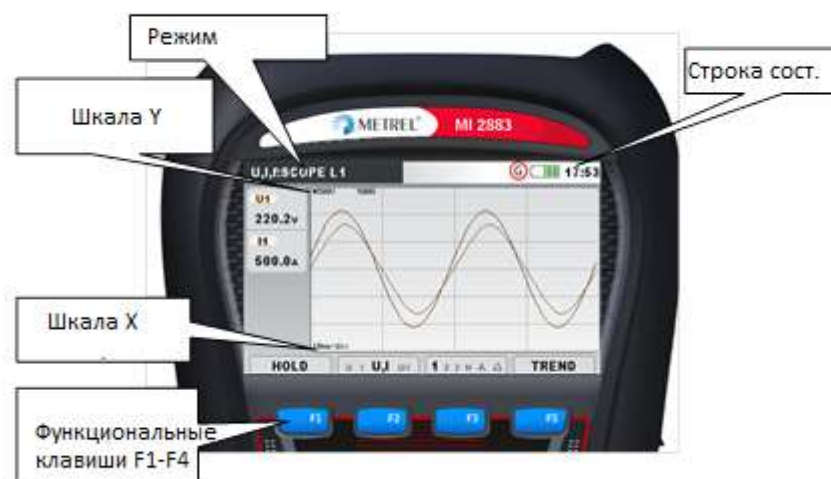 Режим
Строка сост.
Шкала Y
METREL MI 2883
U,I,f:SCOPE L1
17:53
U1
220.2v
I1
500.0A
Шкала X
HOLD
U,I
1
TREND
F1 F2 F3
Функциональные
клавиши F1-F4